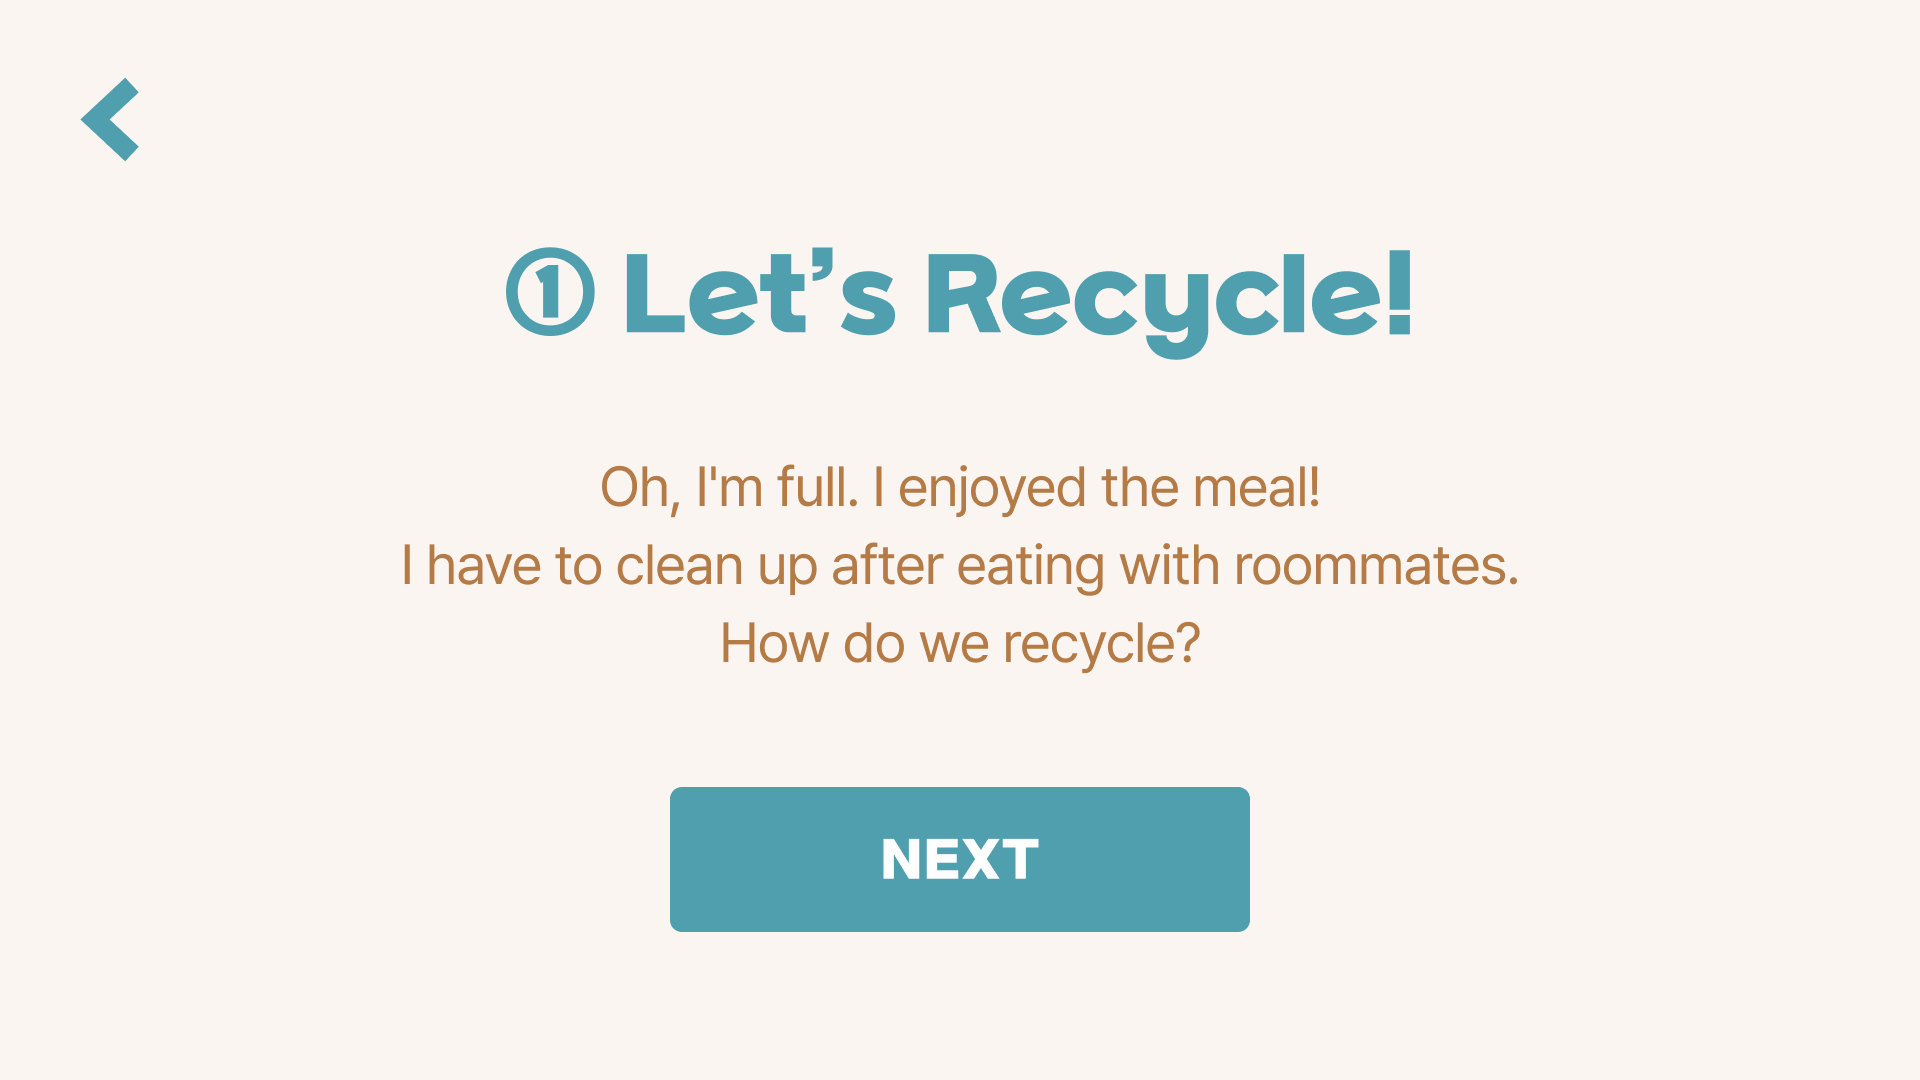 ① Let’s Recycle!
Oh, I'm full. I enjoyed the meal!
I have to clean up after eating with roommates.
How do we recycle?
NEXT